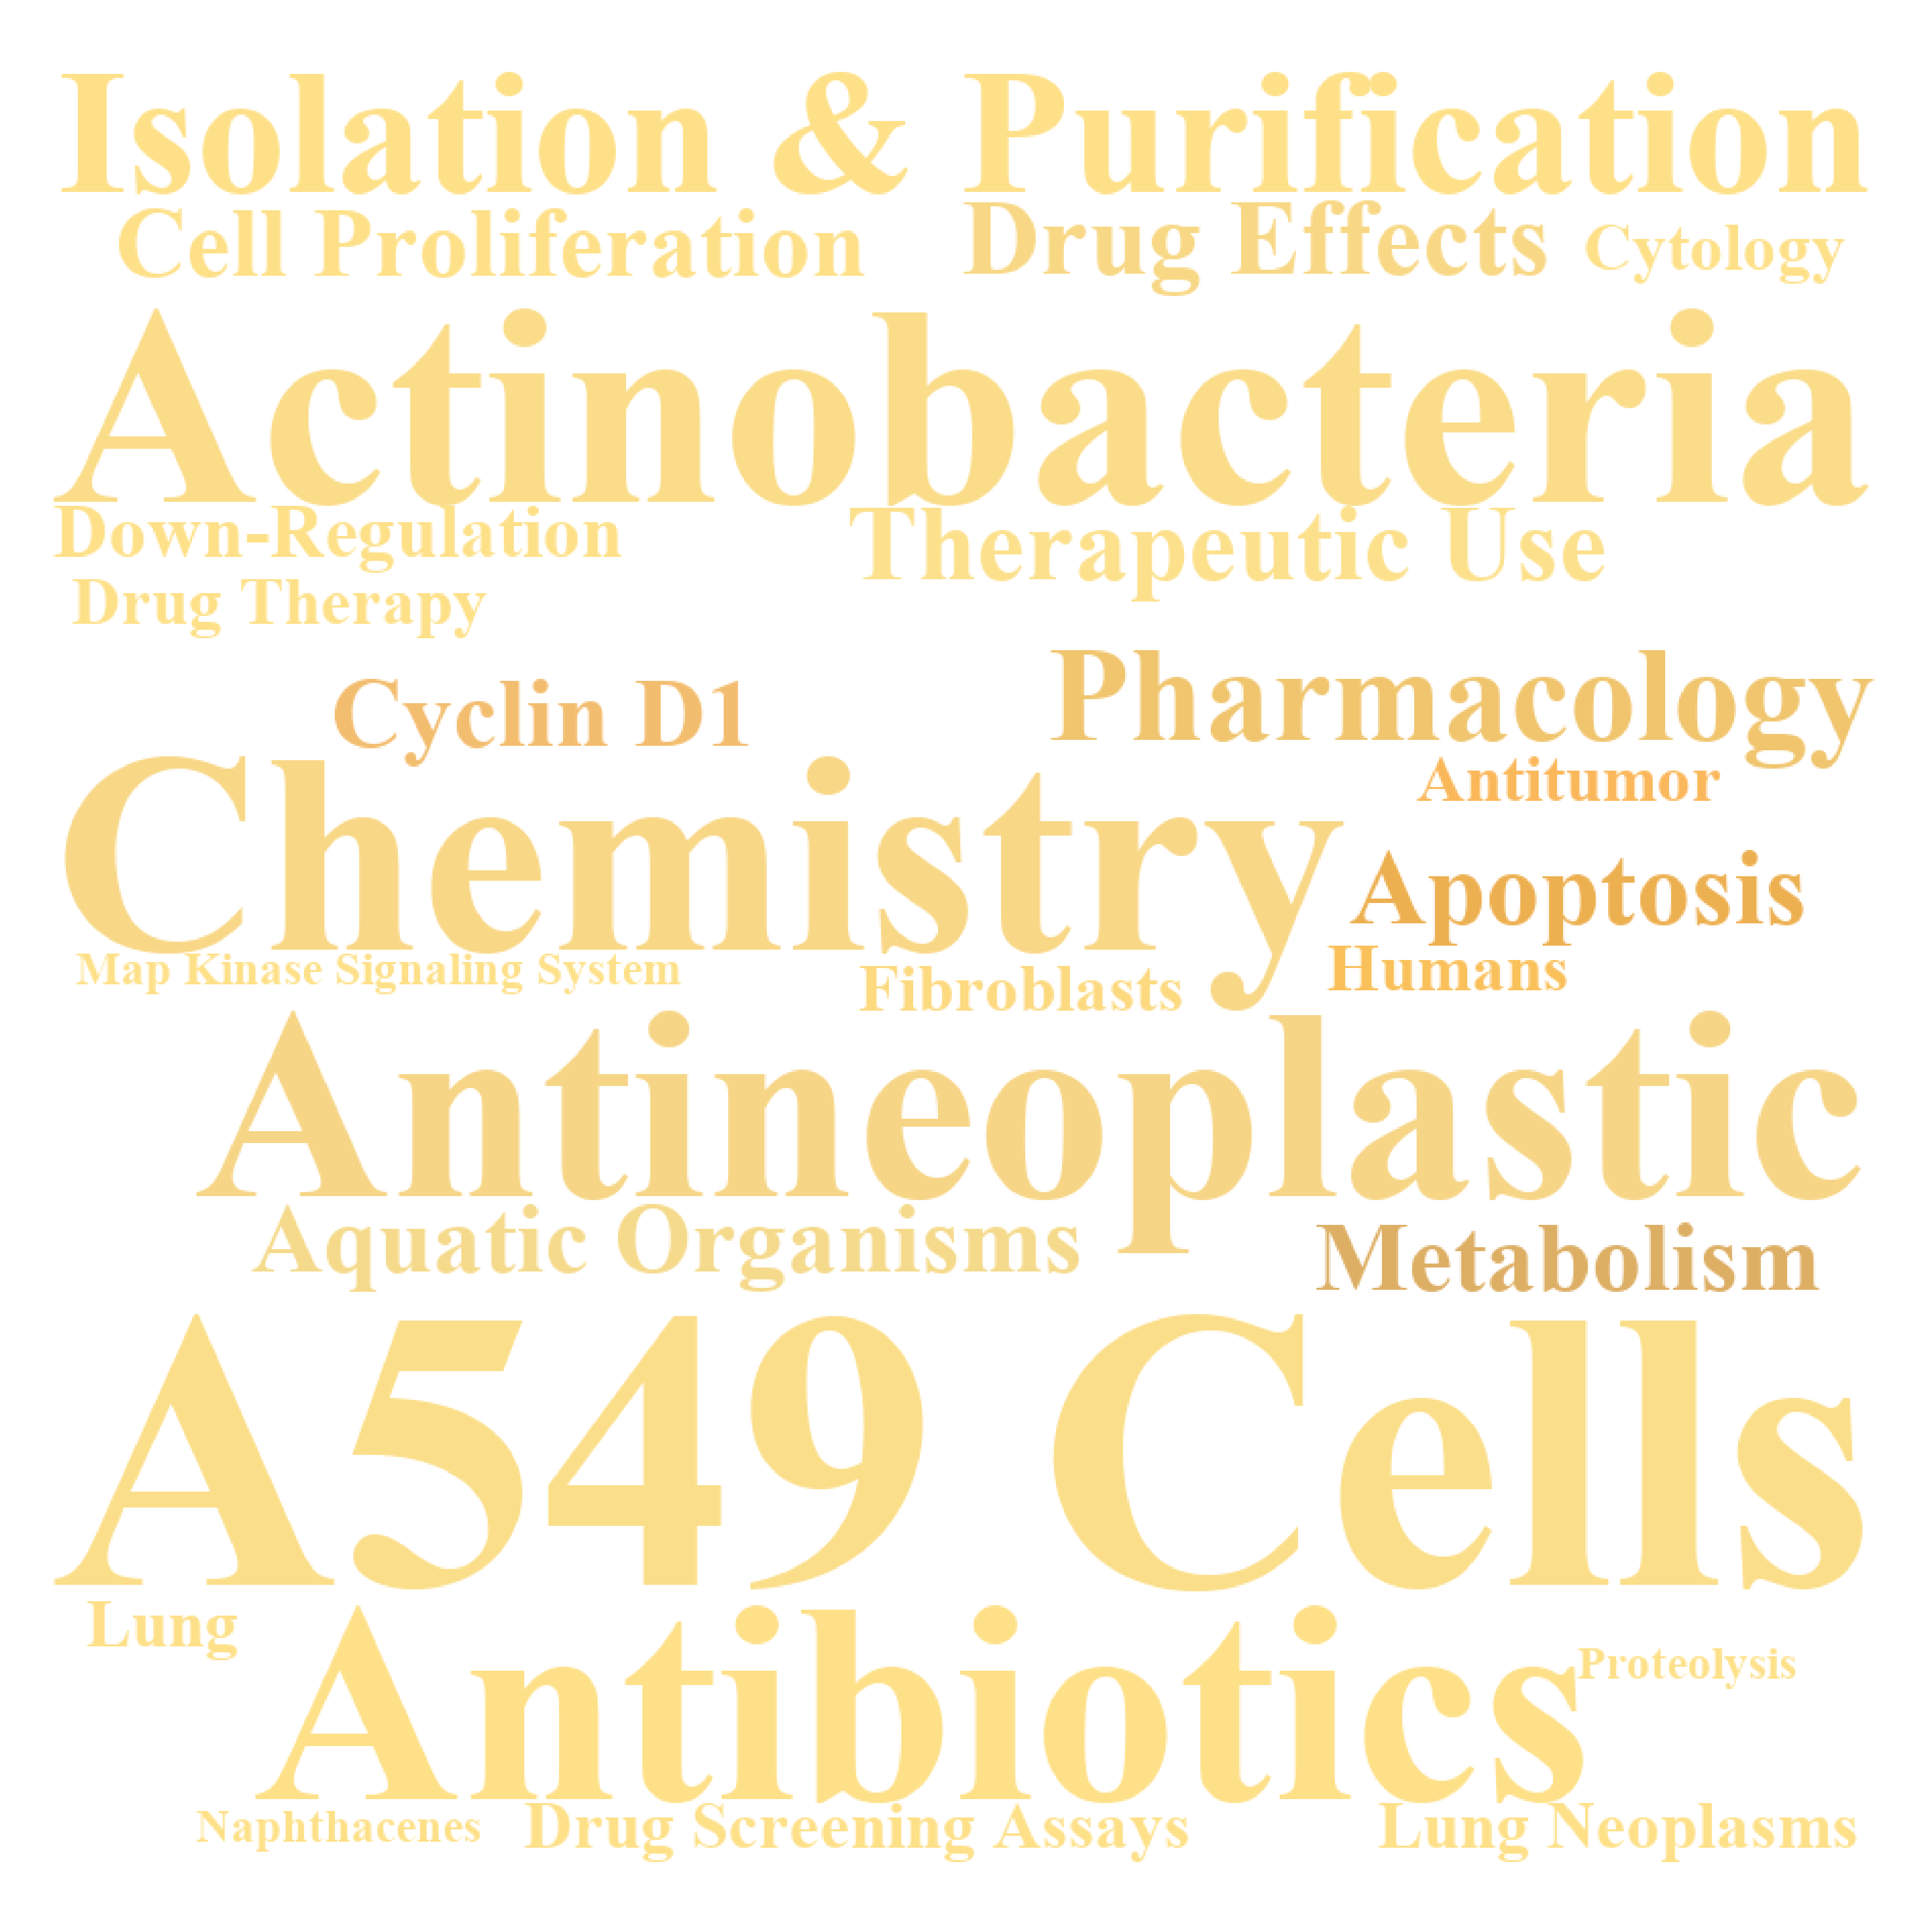 Isolation & Purification
Cell Proliferation
Drug Effects
Cytology
Actinobacteria
Down-Regulation
Therapeutic Use
Drug Therapy
Cyclin D1
Pharmacology
Antitumor
Chemistry
Apoptosis
Map Kinase Signaling System
Fibroblasts
Humans
Antineoplastic
Aquatic Organisms
Metabolism
A549 Cells
Lung
Antibiotics
Proteolysis
Naphthacenes
Drug Screening Assays
Lung Neoplasms